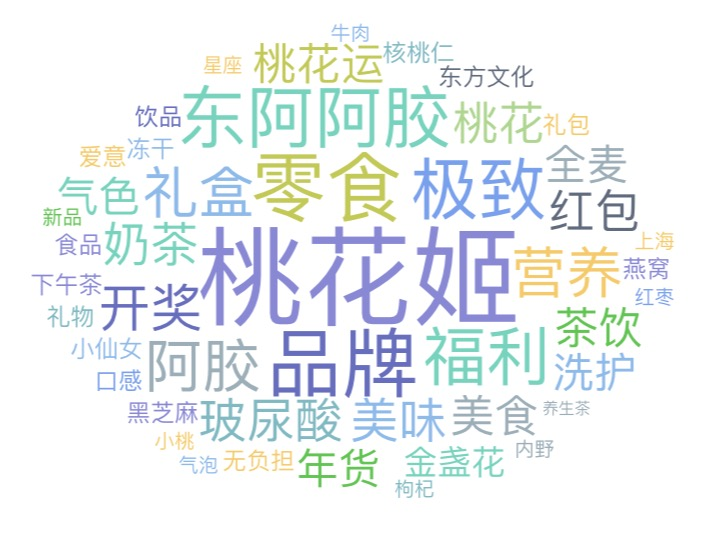 牛肉
桃花运
核桃仁
星座
东方文化
东阿阿胶
饮品
桃花
礼包
冻干
爱意
零食
极致
全麦
气色
礼盒
红包
新品
食品
奶茶
桃花姬
营养
上海
燕窝
下午茶
开奖
红枣
礼物
茶饮
小仙女
阿胶
品牌
福利
洗护
口感
黑芝麻
玻尿酸
美味
美食
养生茶
小桃
内野
气泡
无负担
年货
金盏花
枸杞